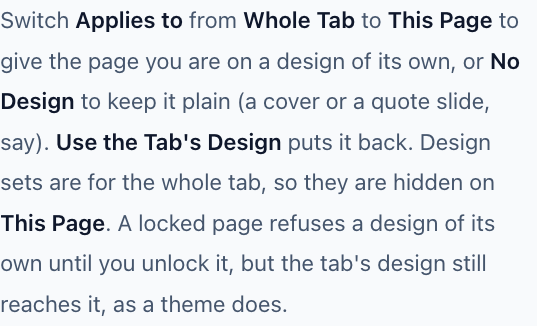 Switch Applies to from Whole Tab to This Page to
give the page you are on a design of its own, or No
Design to keep it plain (a cover or a quote slide,
say). Use the Tab's Design puts it back. Design
sets are for the whole tab, so they are hidden on
This Page. A locked page refuses a design of its
own until you unlock it, but the tab's design still
reaches it, as a theme does.